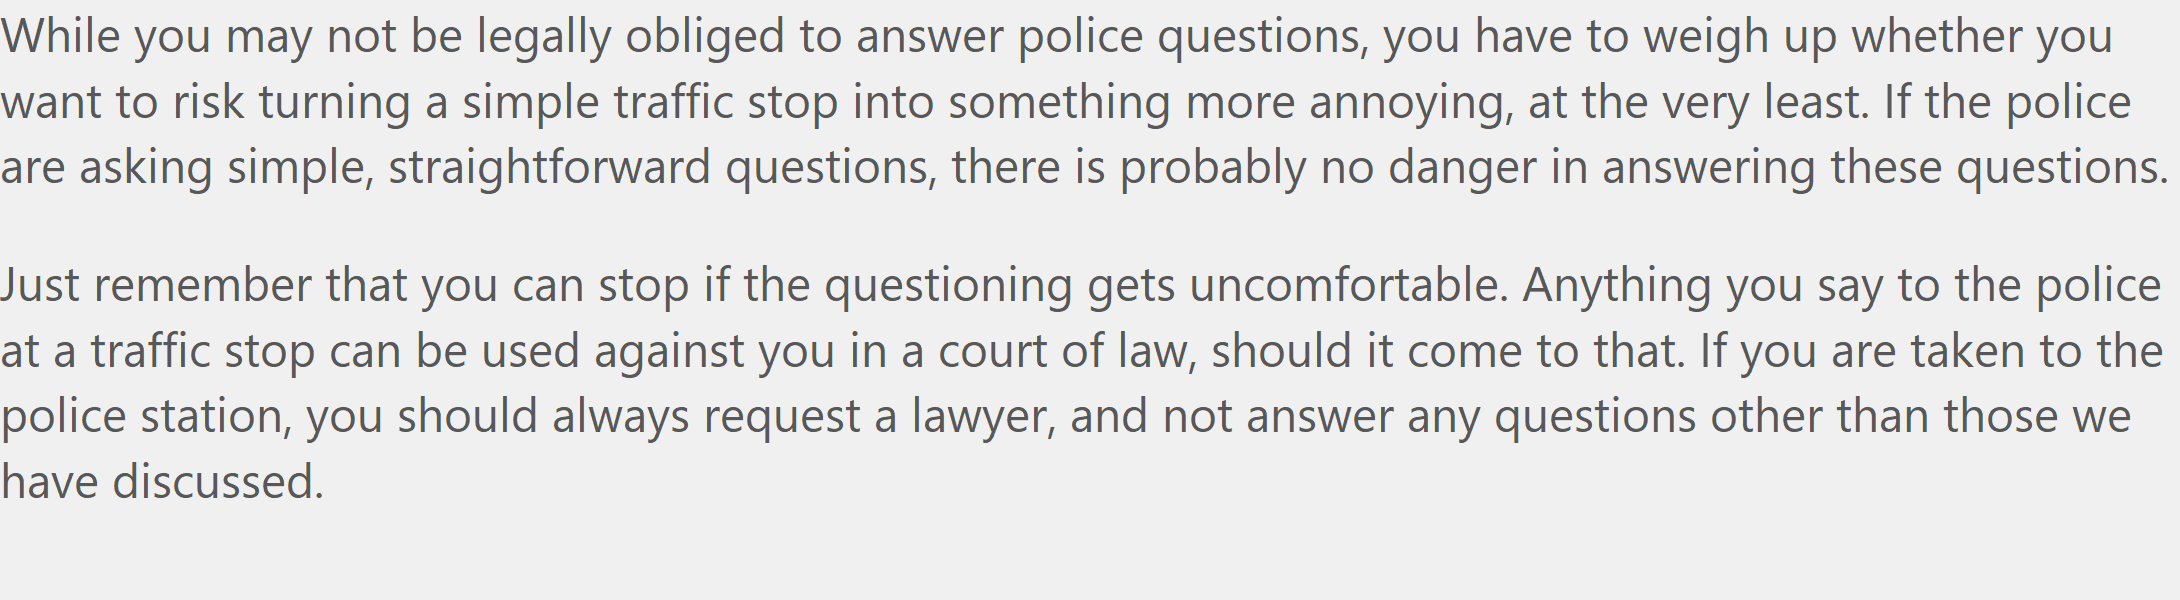 While you may not be legally obliged to answer police questions, you have to weigh up whether you
want to risk turning a simple traffic stop into something more annoying, at the very least. If the police
are asking simple, straightforward questions, there is probably no danger in answering these questions.
Just remember that you can stop if the questioning gets uncomfortable. Anything you say to the police
at a traffic stop can be used against you in a court of law, should it come to that. If you are taken to the
police station, you should always request a lawyer, and not answer any questions other than those we
have discussed.